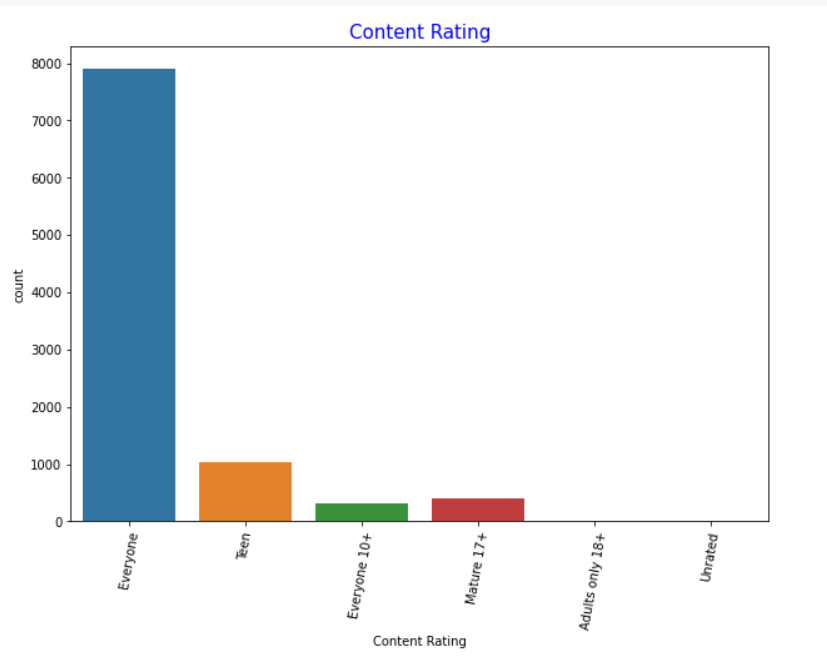 Content Rating
8000
7000
6000
5000
4000
3000
2000
1000
0
count
Everyone
Teen
Everyone 10+
Mature 17+
Adults only 18+
Unrated
Content Rating